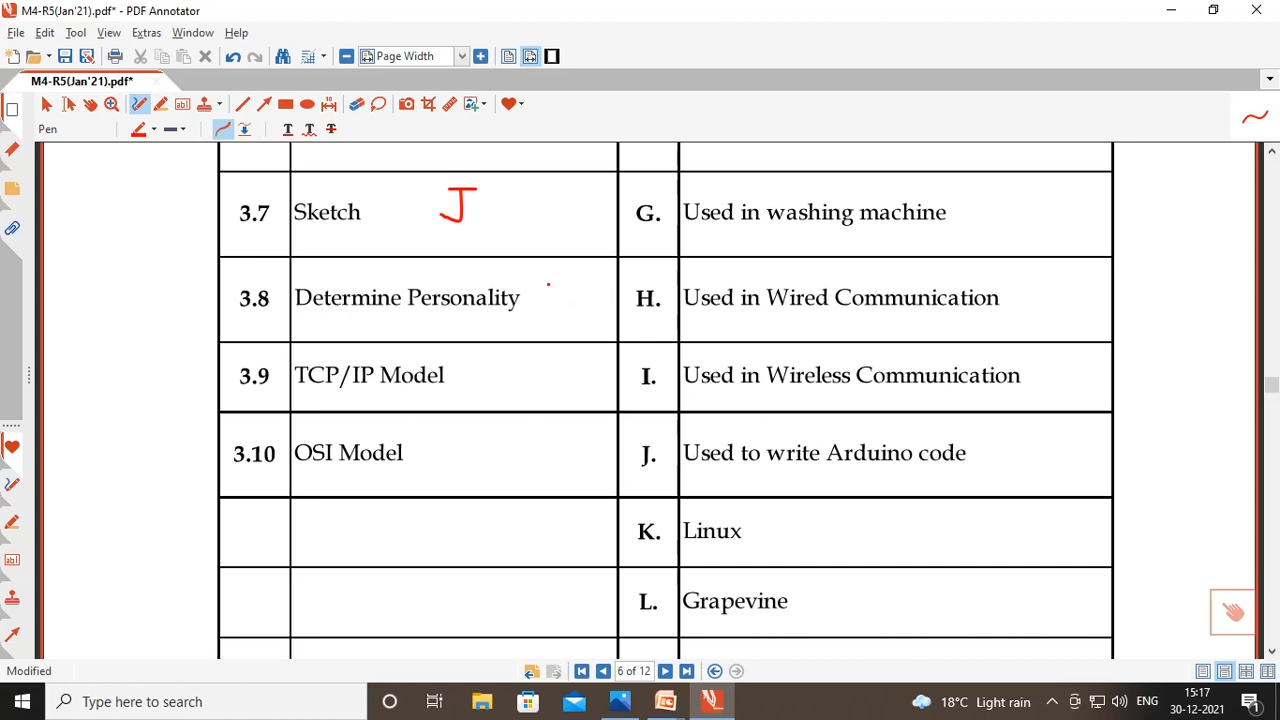 M4-R5(Jan'21).pdf* - PDF Annotator
File Edit Tool View Extras Window Help
Page Width
M4-R5(Jan'21).pdf*
Pen
3.7 Sketch J G. Used in washing machine
3.8 Determine Personality H. Used in Wired Communication
3.9 TCP/IP Model I. Used in Wireless Communication
3.10 OSI Model J. Used to write Arduino code
K. Linux
L. Grapevine
Modified 6 of 12
Type here to search 18°C Light rain ENG 15:17
30-12-2021